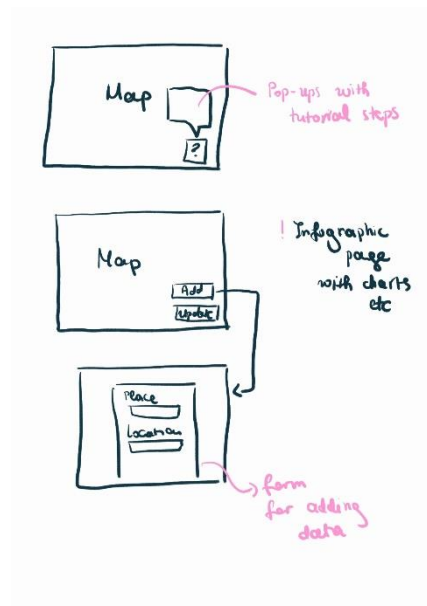 Map
Pop-ups with
tutorial steps
?
Map
! Infographic
page
with charts
etc
Add
Update
Place
Location
form
for adding
data